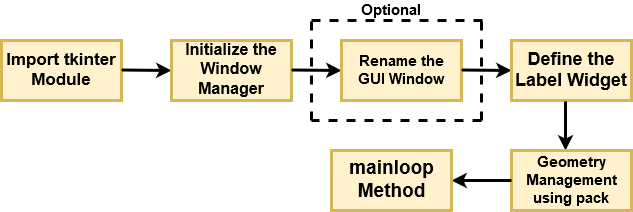 Optional
Import tkinter
Module
Initialize the
Window
Manager
Rename the
GUI Window
Define the
Label Widget
Geometry
Management
using pack
mainloop
Method